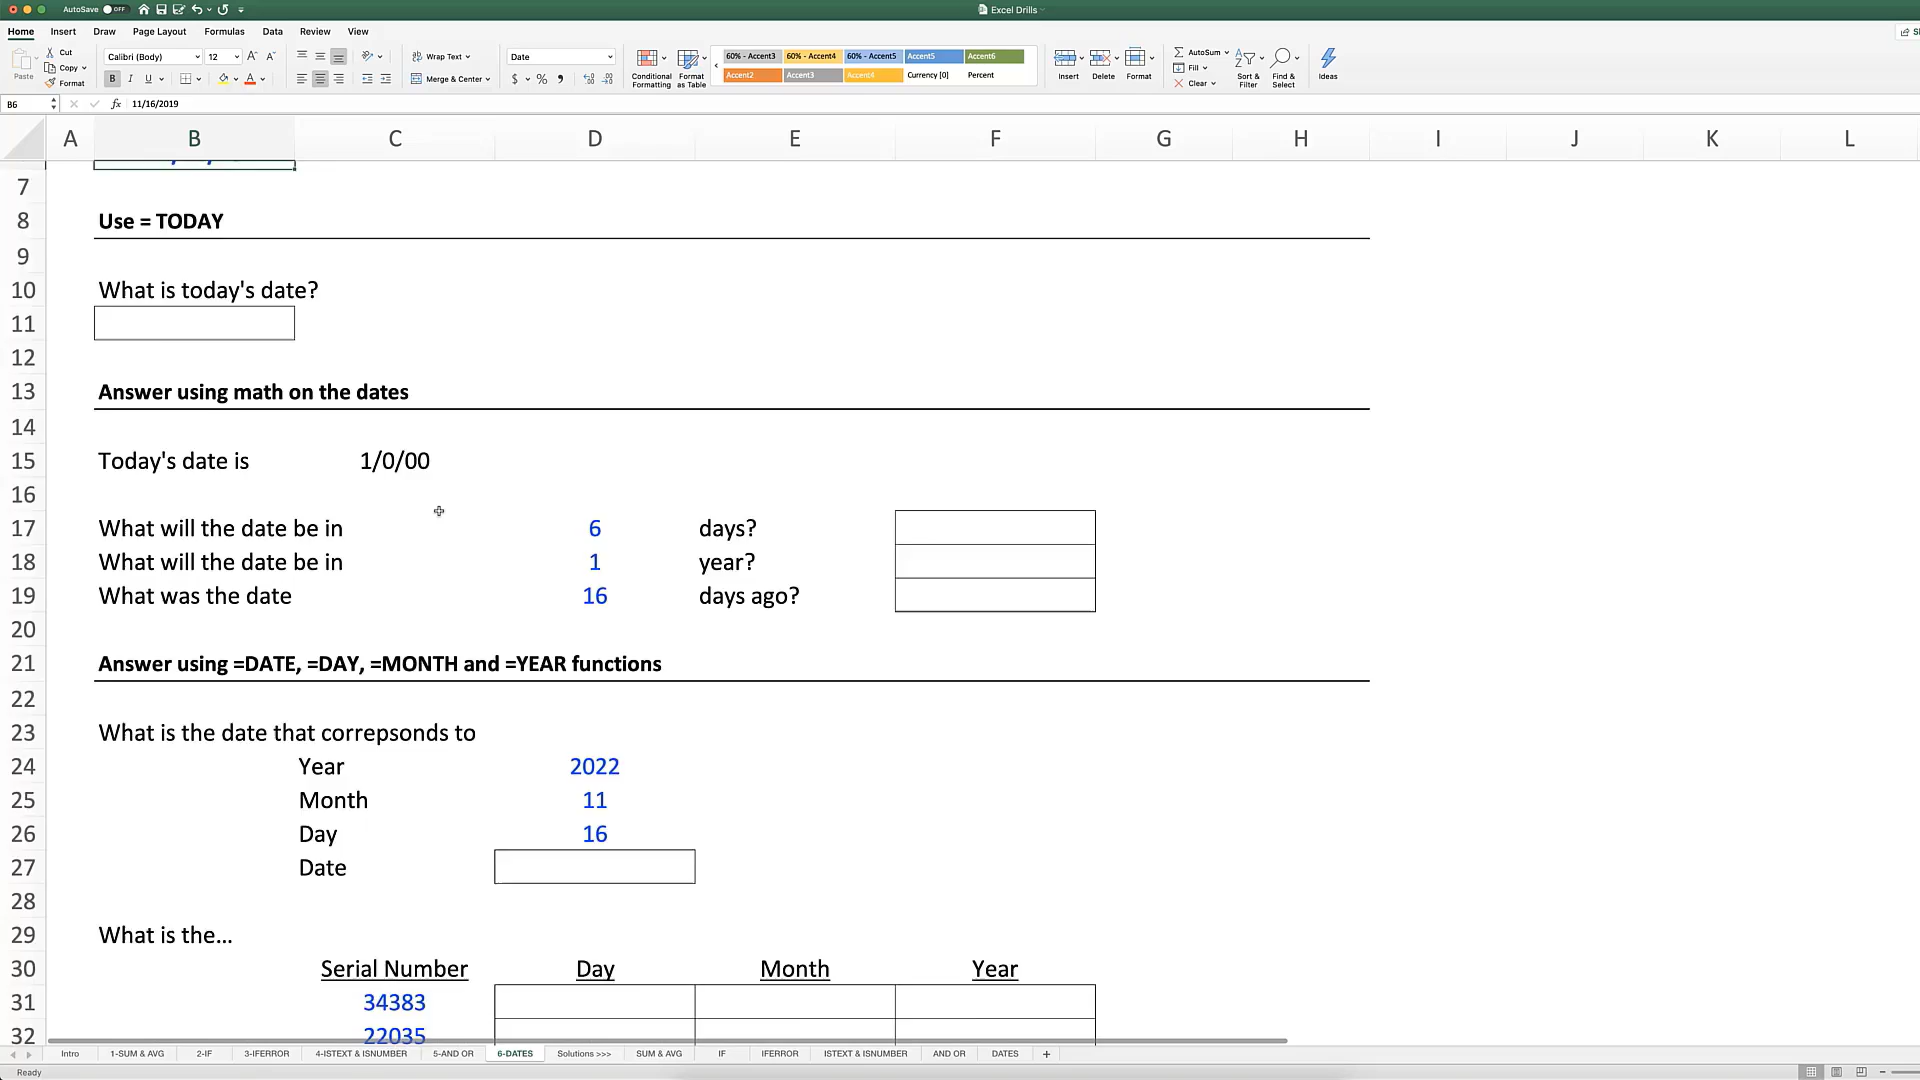 AutoSave OFF
Excel Drills
Home Insert Draw Page Layout Formulas Data Review View
Paste Cut Copy Format
Calibri (Body) 12
B I U
Wrap Text
Merge & Center
Date
$ % ,
Conditional Formatting
Format as Table
60% - Accent3 60% - Accent4 60% - Accent5 Accent5 Accent6
Accent2 Accent3 Accent4 Currency [0] Percent
Insert Delete Format
AutoSum
Fill
Clear
Sort & Filter
Find & Select
Ideas
B6 fx 11/16/2019
A B C D E F G H I J K L
7
8 Use = TODAY
9
10 What is today's date?
11
12
13 Answer using math on the dates
14
15 Today's date is 1/0/00
16
17 What will the date be in 6 days?
18 What will the date be in 1 year?
19 What was the date 16 days ago?
20
21 Answer using =DATE, =DAY, =MONTH and =YEAR functions
22
23 What is the date that correpsonds to
24 Year 2022
25 Month 11
26 Day 16
27 Date
28
29 What is the...
30 Serial Number Day Month Year
31 34383
32 22035
Intro 1-SUM & AVG 2-IF 3-IFERROR 4-ISTEXT & ISNUMBER 5-AND OR 6-DATES Solutions >>> SUM & AVG IF IFERROR ISTEXT & ISNUMBER AND OR DATES +
Ready